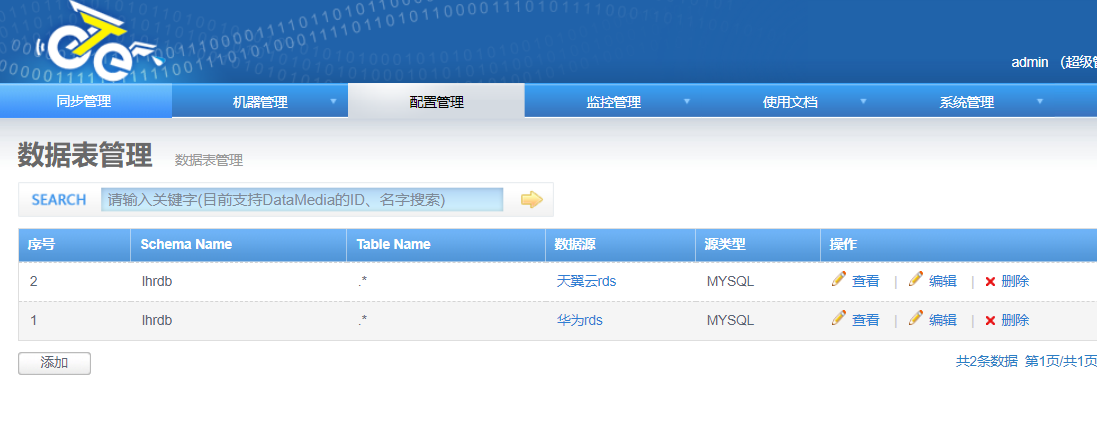 admin （超级管
同步管理 机器管理 配置管理 监控管理 使用文档 系统管理
数据表管理 数据表管理
SEARCH 请输入关键字(目前支持DataMedia的ID、名字搜索)
序号 Schema Name Table Name 数据源 源类型 操作
2 lhrdb .* 天翼云rds MYSQL 查看 | 编辑 | 删除
1 lhrdb .* 华为rds MYSQL 查看 | 编辑 | 删除
添加 共2条数据 第1页/共1页